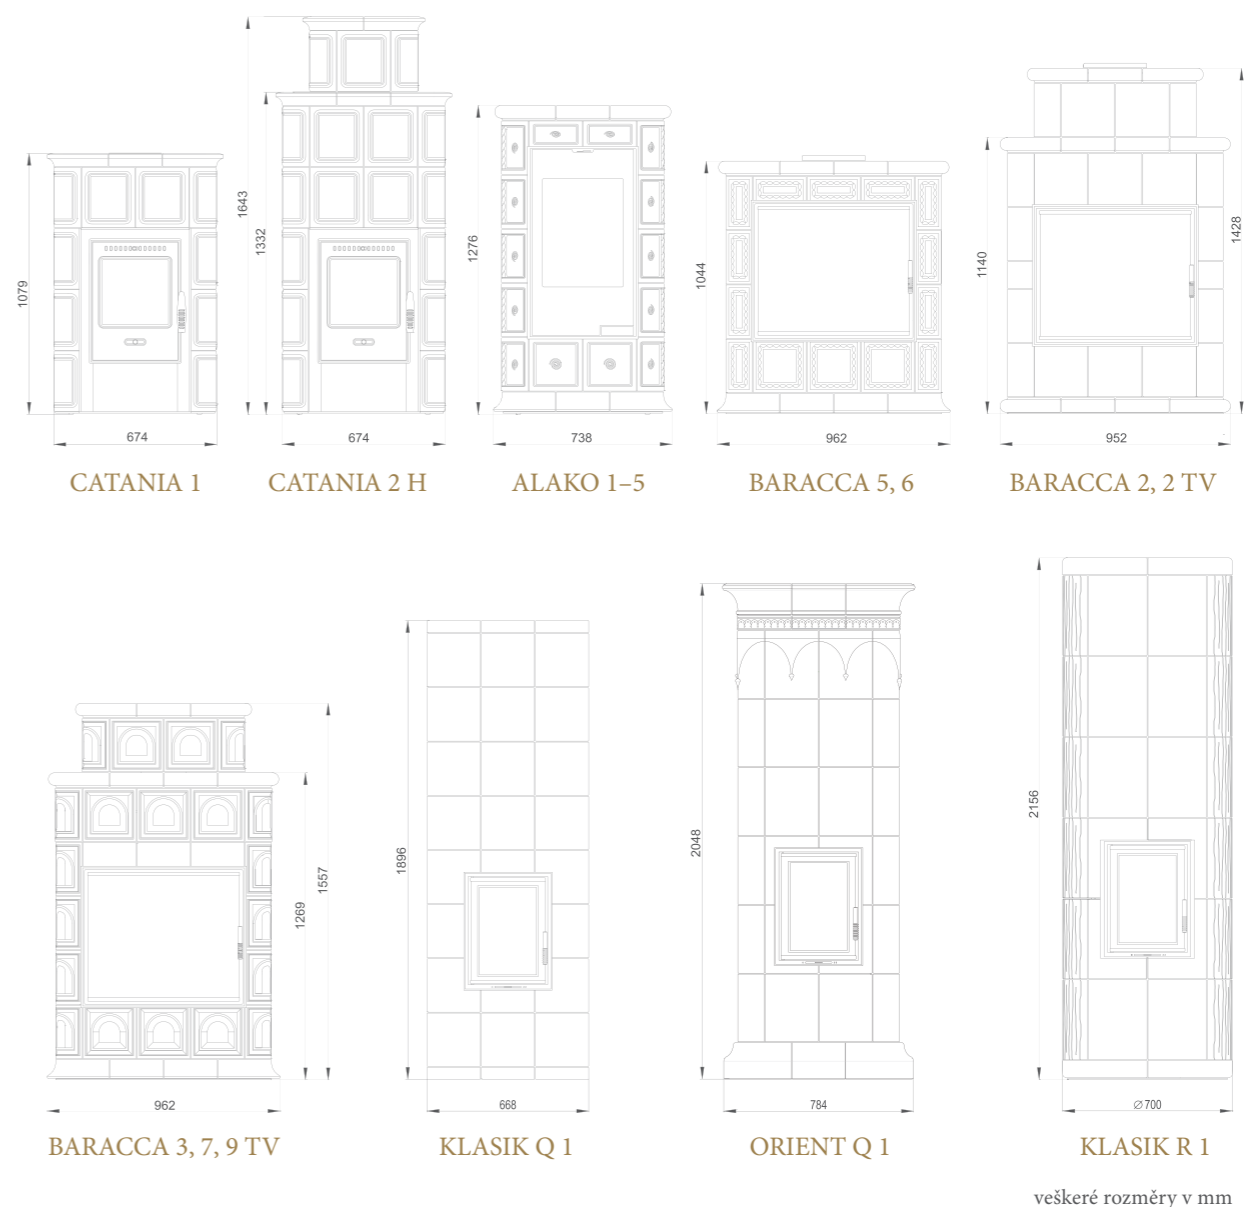 1079
674
CATANIA 1
1643
1332
674
CATANIA 2 H
1276
738
ALAKO 1–5
1044
962
BARACCA 5, 6
1140
1428
952
BARACCA 2, 2 TV
1269
1557
962
BARACCA 3, 7, 9 TV
1896
668
KLASIK Q 1
2048
784
ORIENT Q 1
2156
∅700
KLASIK R 1
veškeré rozměry v mm